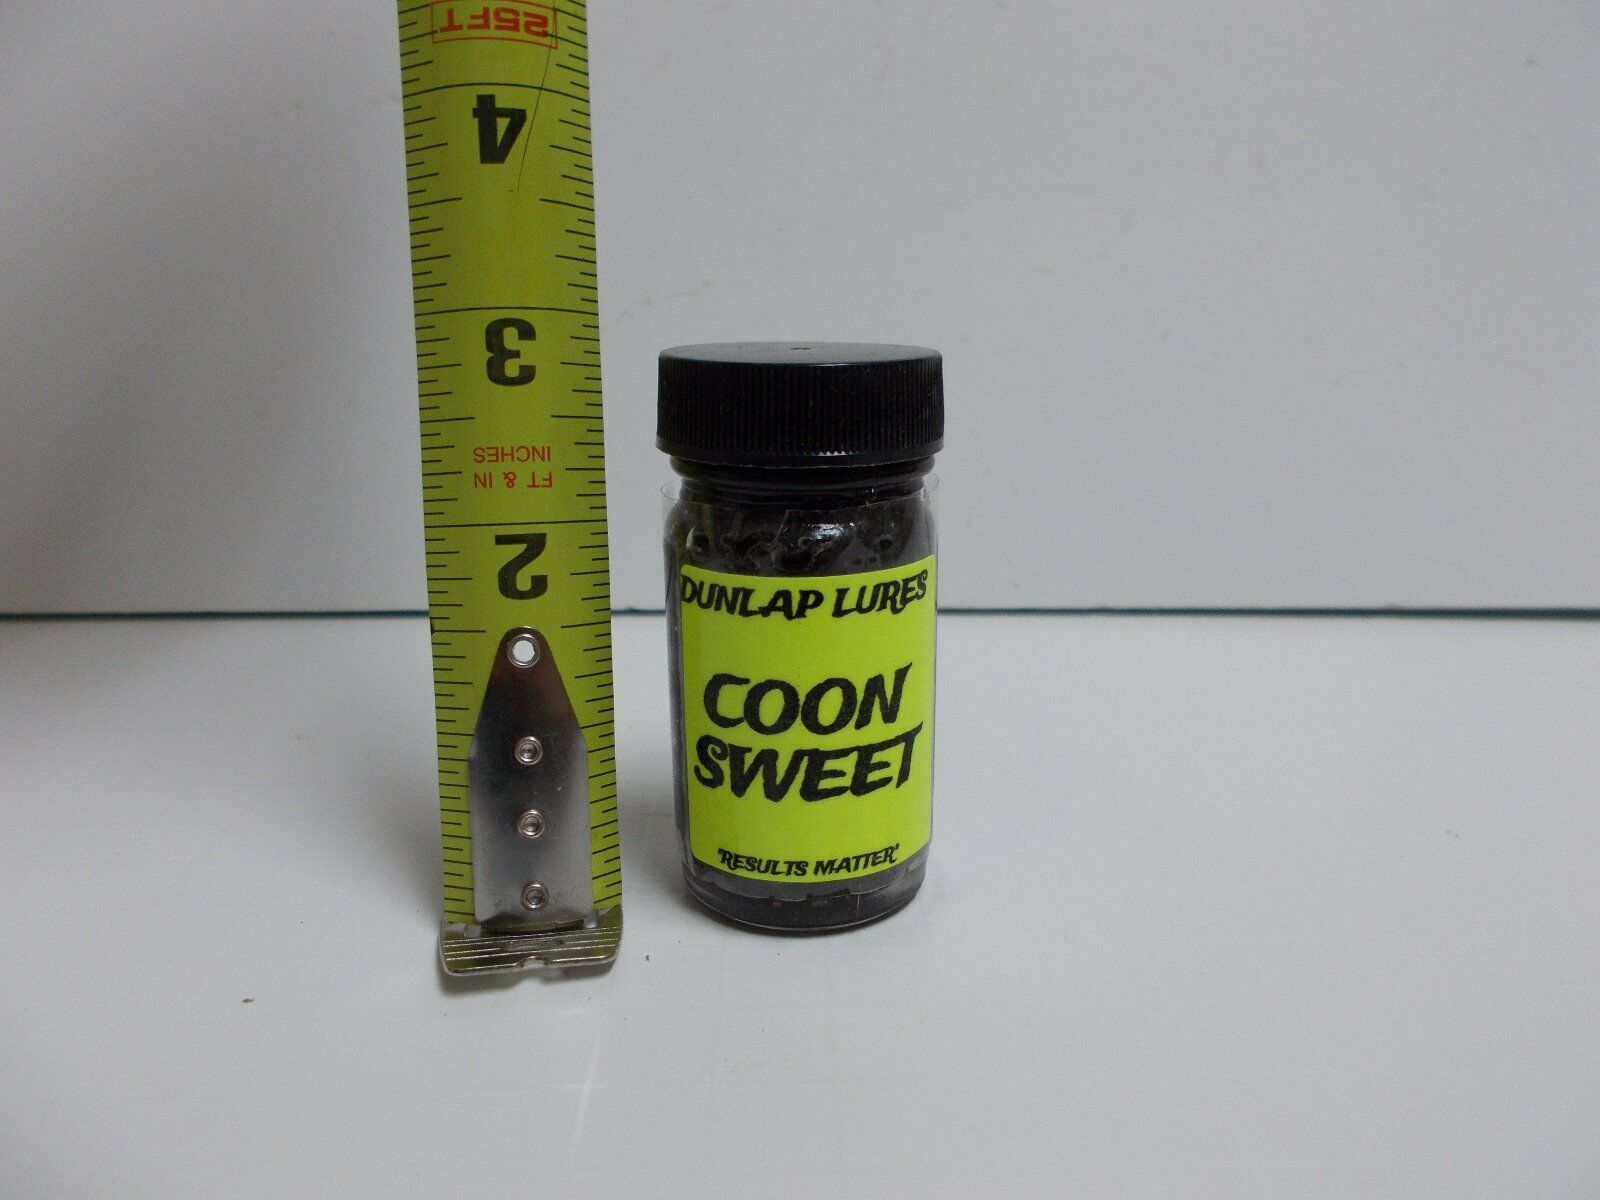 25FT
4
3
FT & IN
INCHES
2
DUNLAP LURES
COON
SWEET
"RESULTS MATTER"